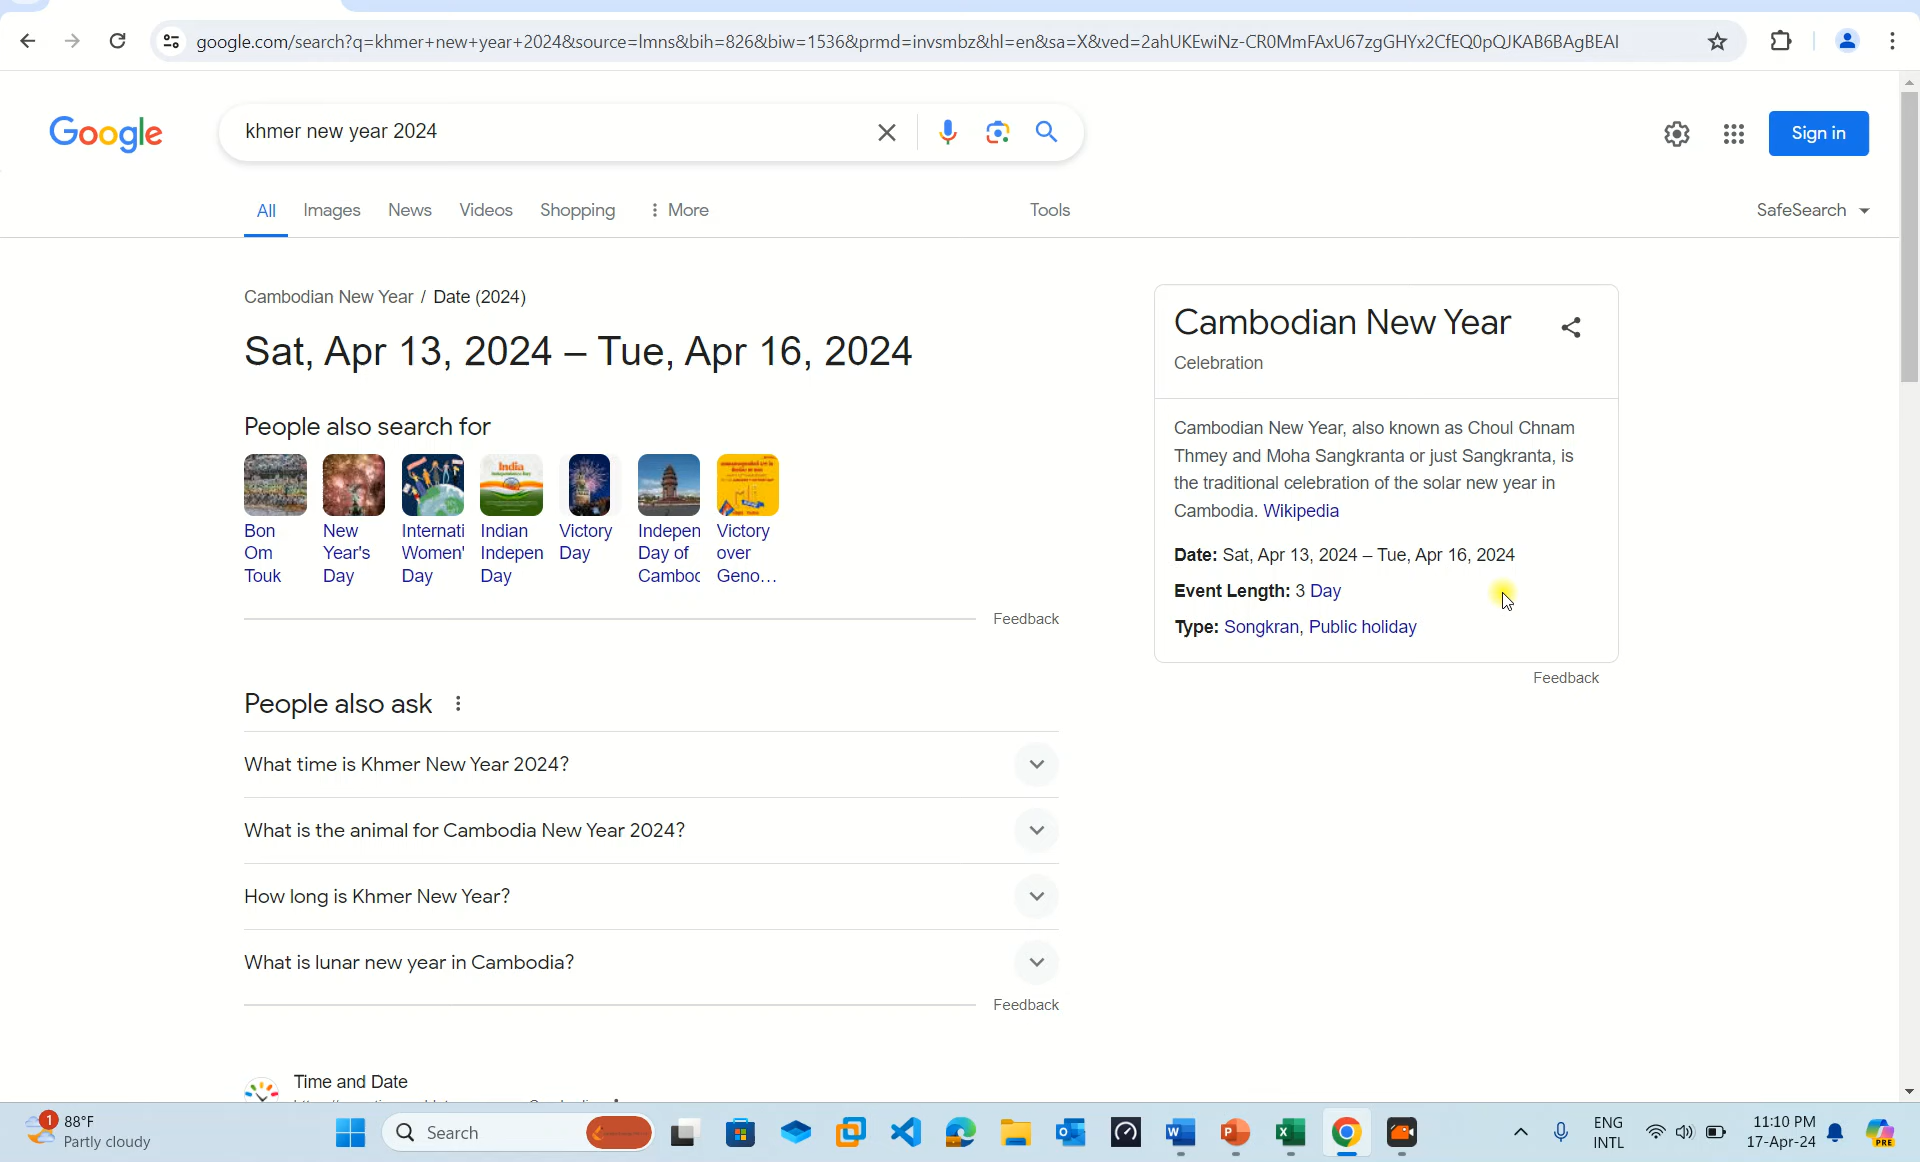 google.com/search?q=khmer+new+year+2024&source=lmns&bih=826&biw=1536&prmd=invsmbz&hl=en&sa=X&ved=2ahUKEwiNz-CR0MmFAxU67zgGHYx2CfEQ0pQJKAB6BAgBEAI
Google
khmer new year 2024
Sign in
All Images News Videos Shopping More Tools SafeSearch
Cambodian New Year / Date (2024)
Sat, Apr 13, 2024 – Tue, Apr 16, 2024
People also search for
India
Bon Om Touk
New Year's Day
Internati Women' Day
Indian Indepen Day
Victory Day
Indepen Day of Camboc
Victory over Geno...
Feedback
Cambodian New Year
Celebration
Cambodian New Year, also known as Choul Chnam
Thmey and Moha Sangkranta or just Sangkranta, is
the traditional celebration of the solar new year in
Cambodia. Wikipedia
Date: Sat, Apr 13, 2024 – Tue, Apr 16, 2024
Event Length: 3 Day
Type: Songkran, Public holiday
Feedback
People also ask
What time is Khmer New Year 2024?
What is the animal for Cambodia New Year 2024?
How long is Khmer New Year?
What is lunar new year in Cambodia?
Feedback
Time and Date
1
88°F
Partly cloudy
Search
ENG
INTL
11:10 PM
17-Apr-24
PRE